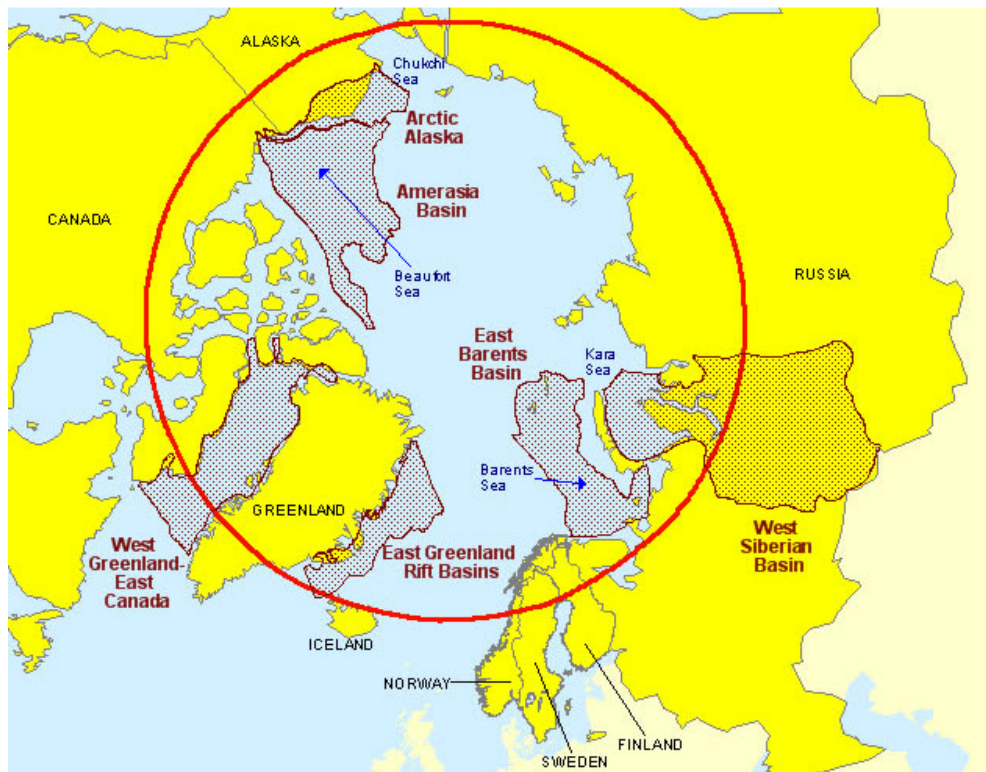 ALASKA
Chukchi
Sea
Arctic
Alaska
Amerasia
Basin
CANADA
Beaufort
Sea
RUSSIA
East
Barents
Basin
Kara
Sea
Barents
Sea
GREENLAND
West
Greenland-
East
Canada
East Greenland
Rift Basins
West
Siberian
Basin
ICELAND
NORWAY
FINLAND
SWEDEN